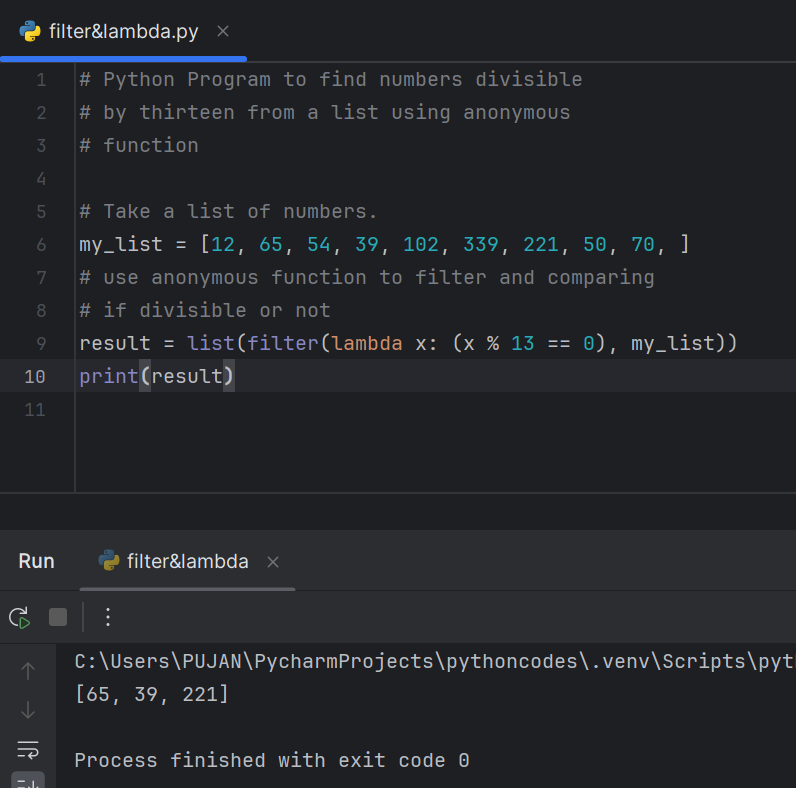 filter&lambda.py
1 # Python Program to find numbers divisible
2 # by thirteen from a list using anonymous
3 # function
4
5 # Take a list of numbers.
6 my_list = [12, 65, 54, 39, 102, 339, 221, 50, 70, ]
7 # use anonymous function to filter and comparing
8 # if divisible or not
9 result = list(filter(lambda x: (x % 13 == 0), my_list))
10 print(result)
11
Run filter&lambda
C:\Users\PUJAN\PycharmProjects\pythoncodes\.venv\Scripts\pyt
[65, 39, 221]
Process finished with exit code 0